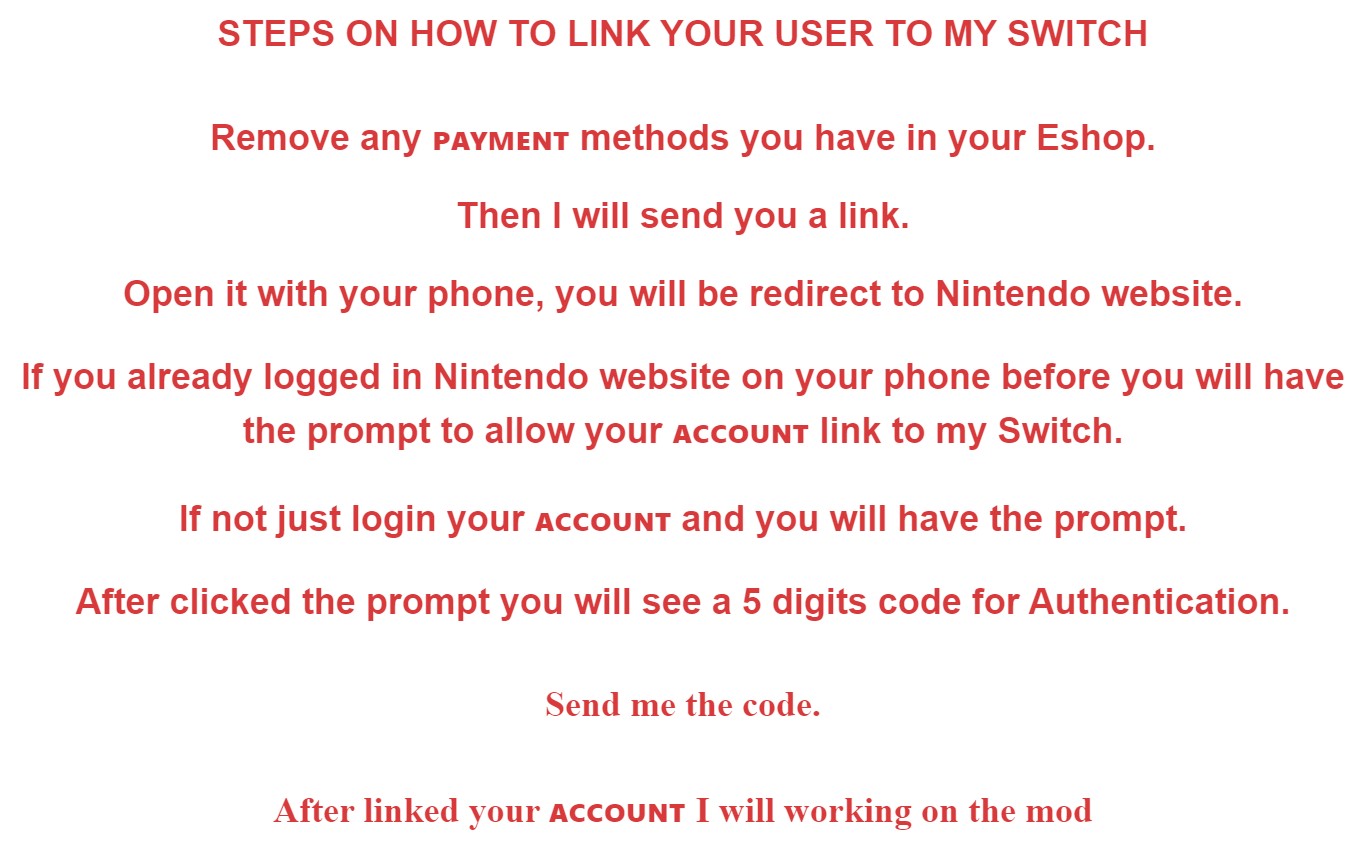 STEPS ON HOW TO LINK YOUR USER TO MY SWITCH
Remove any ᴘᴀʏᴍᴇɴᴛ methods you have in your Eshop.
Then I will send you a link.
Open it with your phone, you will be redirect to Nintendo website.
If you already logged in Nintendo website on your phone before you will have
the prompt to allow your ᴀᴄᴄᴏᴜɴᴛ link to my Switch.
If not just login your ᴀᴄᴄᴏᴜɴᴛ and you will have the prompt.
After clicked the prompt you will see a 5 digits code for Authentication.
Send me the code.
After linked your ᴀᴄᴄᴏᴜɴᴛ I will working on the mod